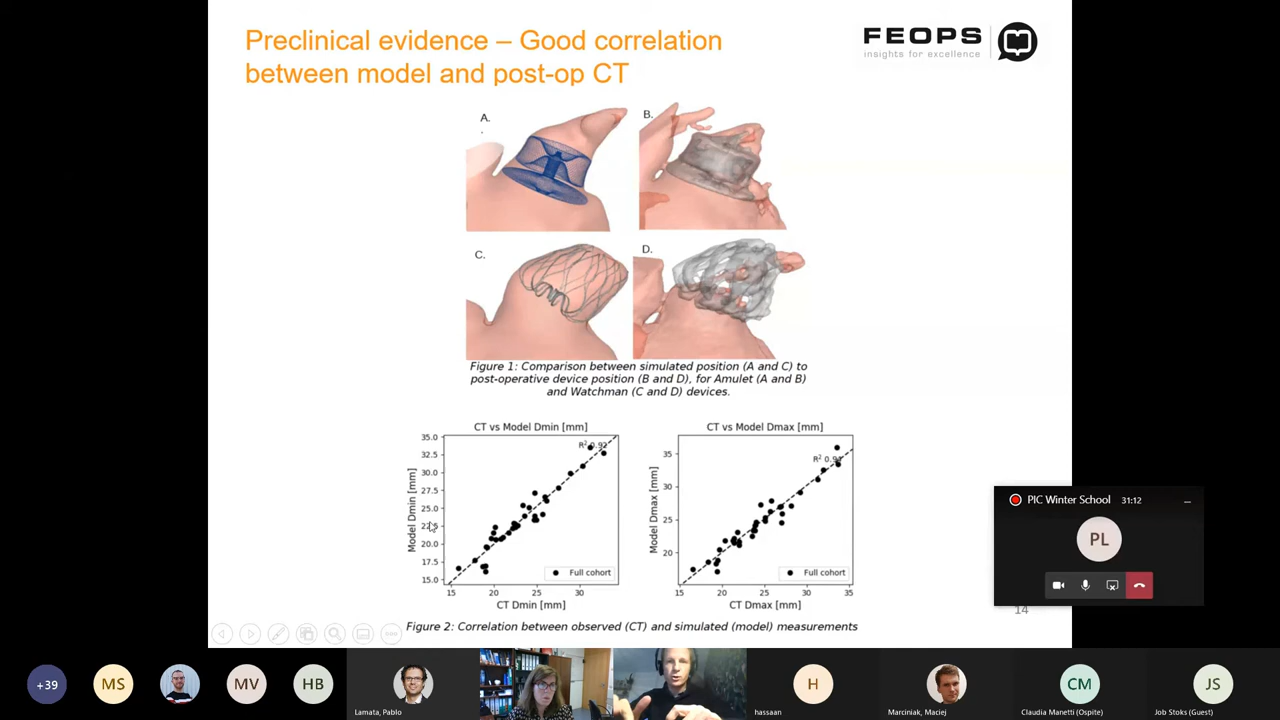 Preclinical evidence – Good correlation
between model and post-op CT
FEOPS
insights for excellence
A.
B.
C.
D.
Figure 1: Comparison between simulated position (A and C) to
post-operative device position (B and D), for Amulet (A and B)
and Watchman (C and D) devices.
CT vs Model Dmin [mm]
35.0
32.5
30.0
27.5
25.0
22.5
20.0
17.5
15.0
Model Dmin [mm]
R² 0.92
Full cohort
15
20
25
30
CT Dmin [mm]
CT vs Model Dmax [mm]
35
30
25
20
Model Dmax [mm]
R²
Full cohort
15
20
25
30
35
CT Dmax [mm]
Figure 2: Correlation between observed (CT) and simulated (model) measurements
14
PIC Winter School
31:12
PL
+39
MS
MV
HB
Lamata, Pablo
H
hassaan
Marciniak, Maciej
CM
Claudia Manetti (Ospite)
JS
Job Stoks (Guest)